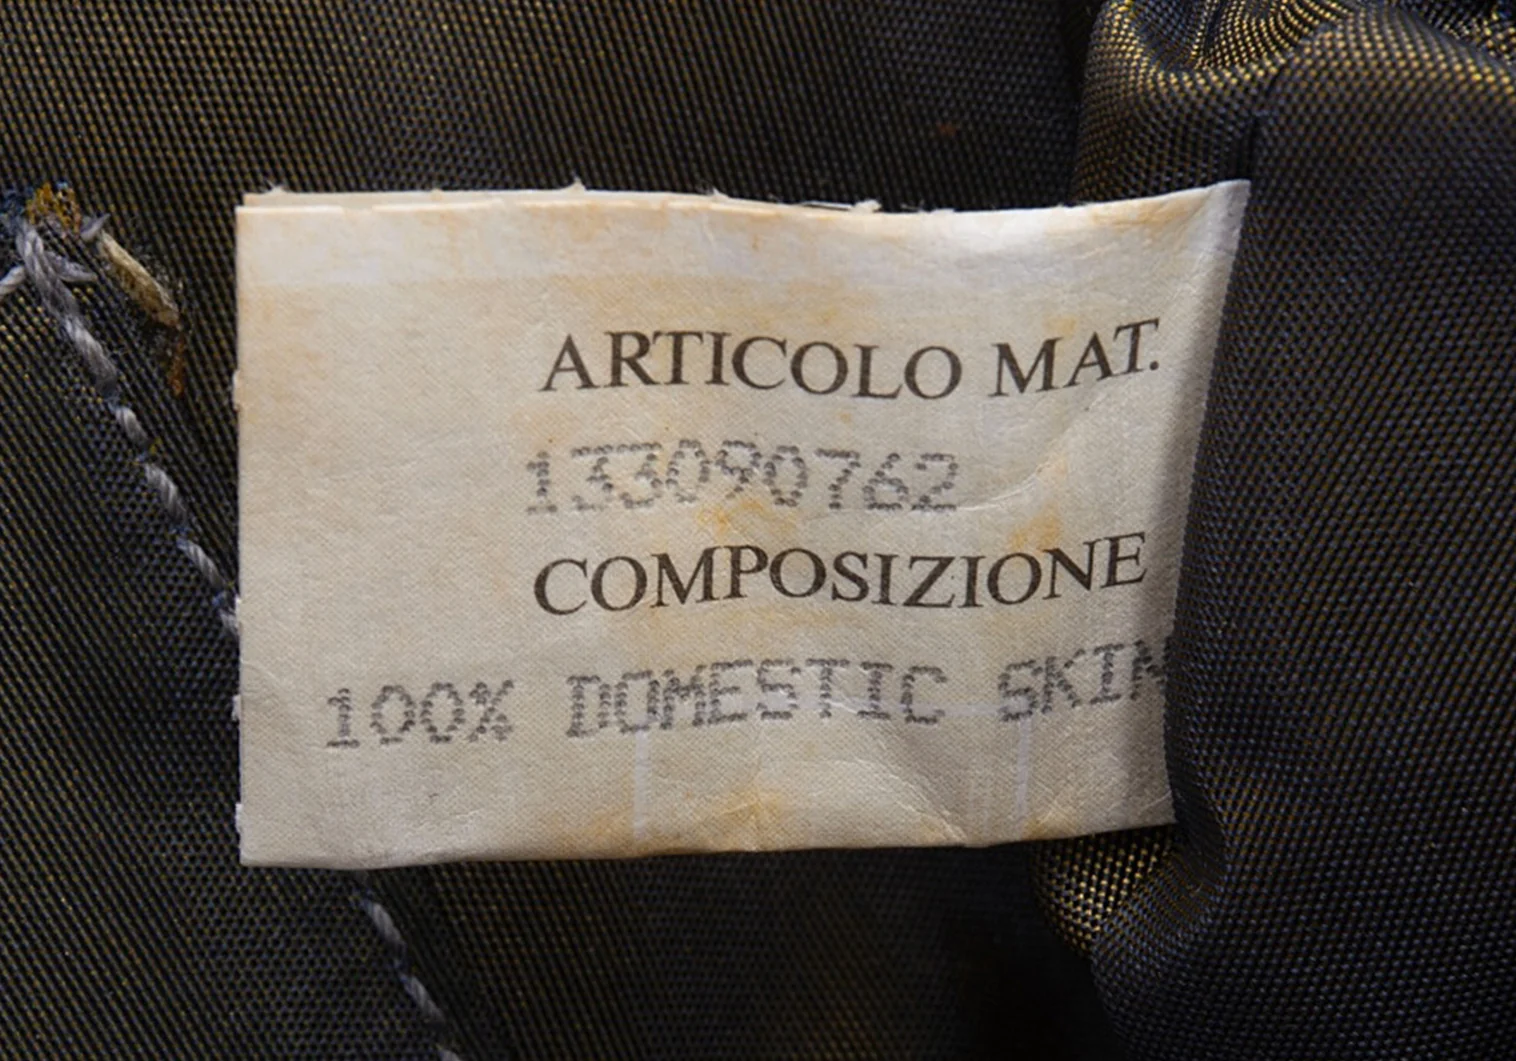 ARTICOLO MAT.
133090762
COMPOSIZIONE
100% DOMESTIC SKIN